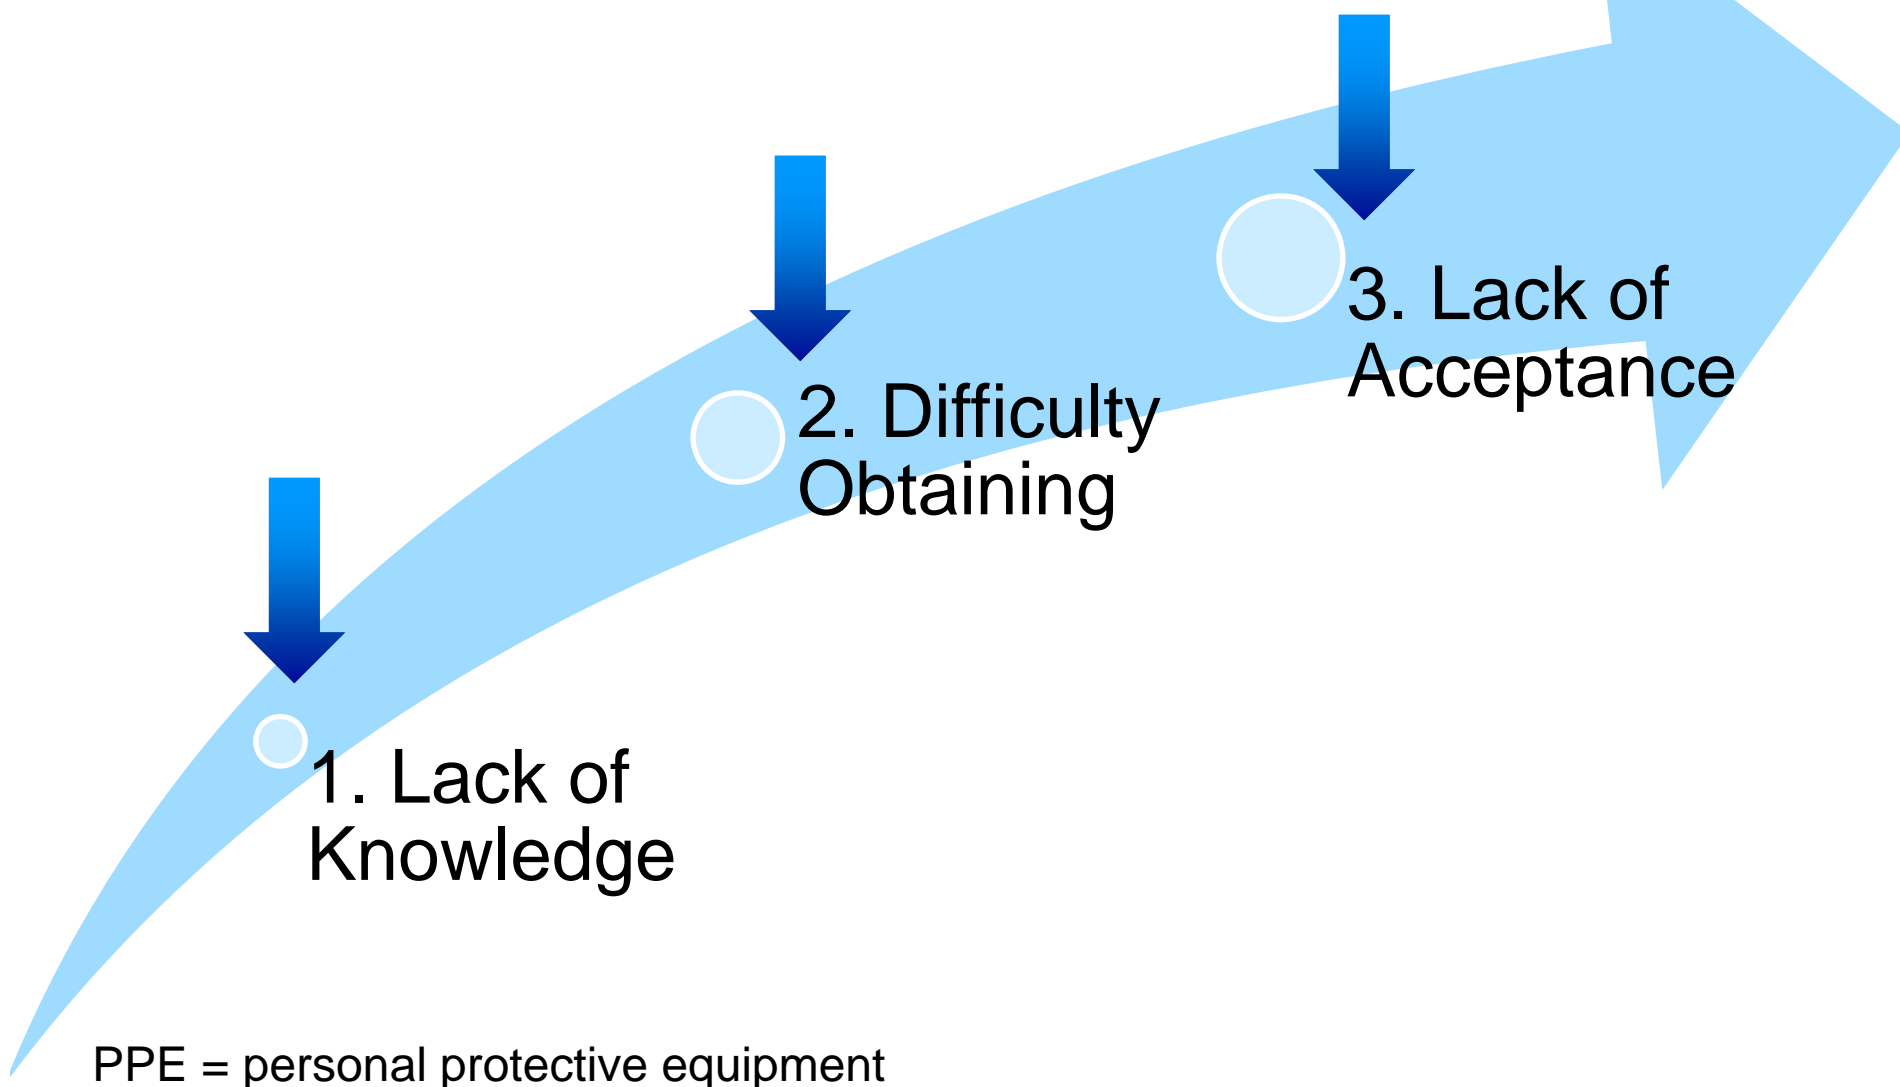 3. Lack of
Acceptance
2. Difficulty
Obtaining
1. Lack of
Knowledge
PPE = personal protective equipment